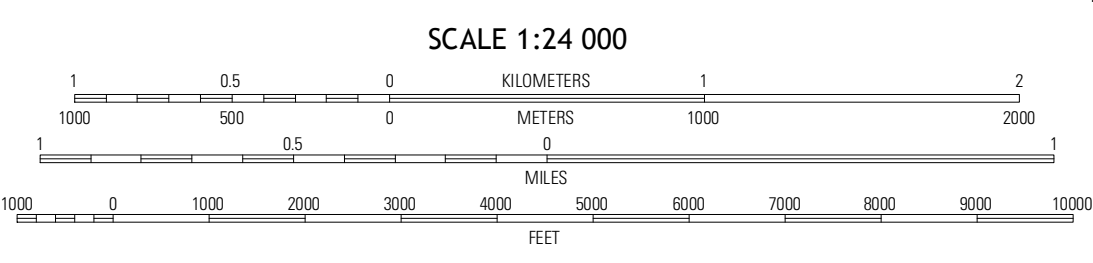 SCALE 1:24 000
1 0.5 0 KILOMETERS 1 2
1000 500 0 METERS 1000 2000
1 0.5 0 1
MILES
1000 0 1000 2000 3000 4000 5000 6000 7000 8000 9000 10000
FEET